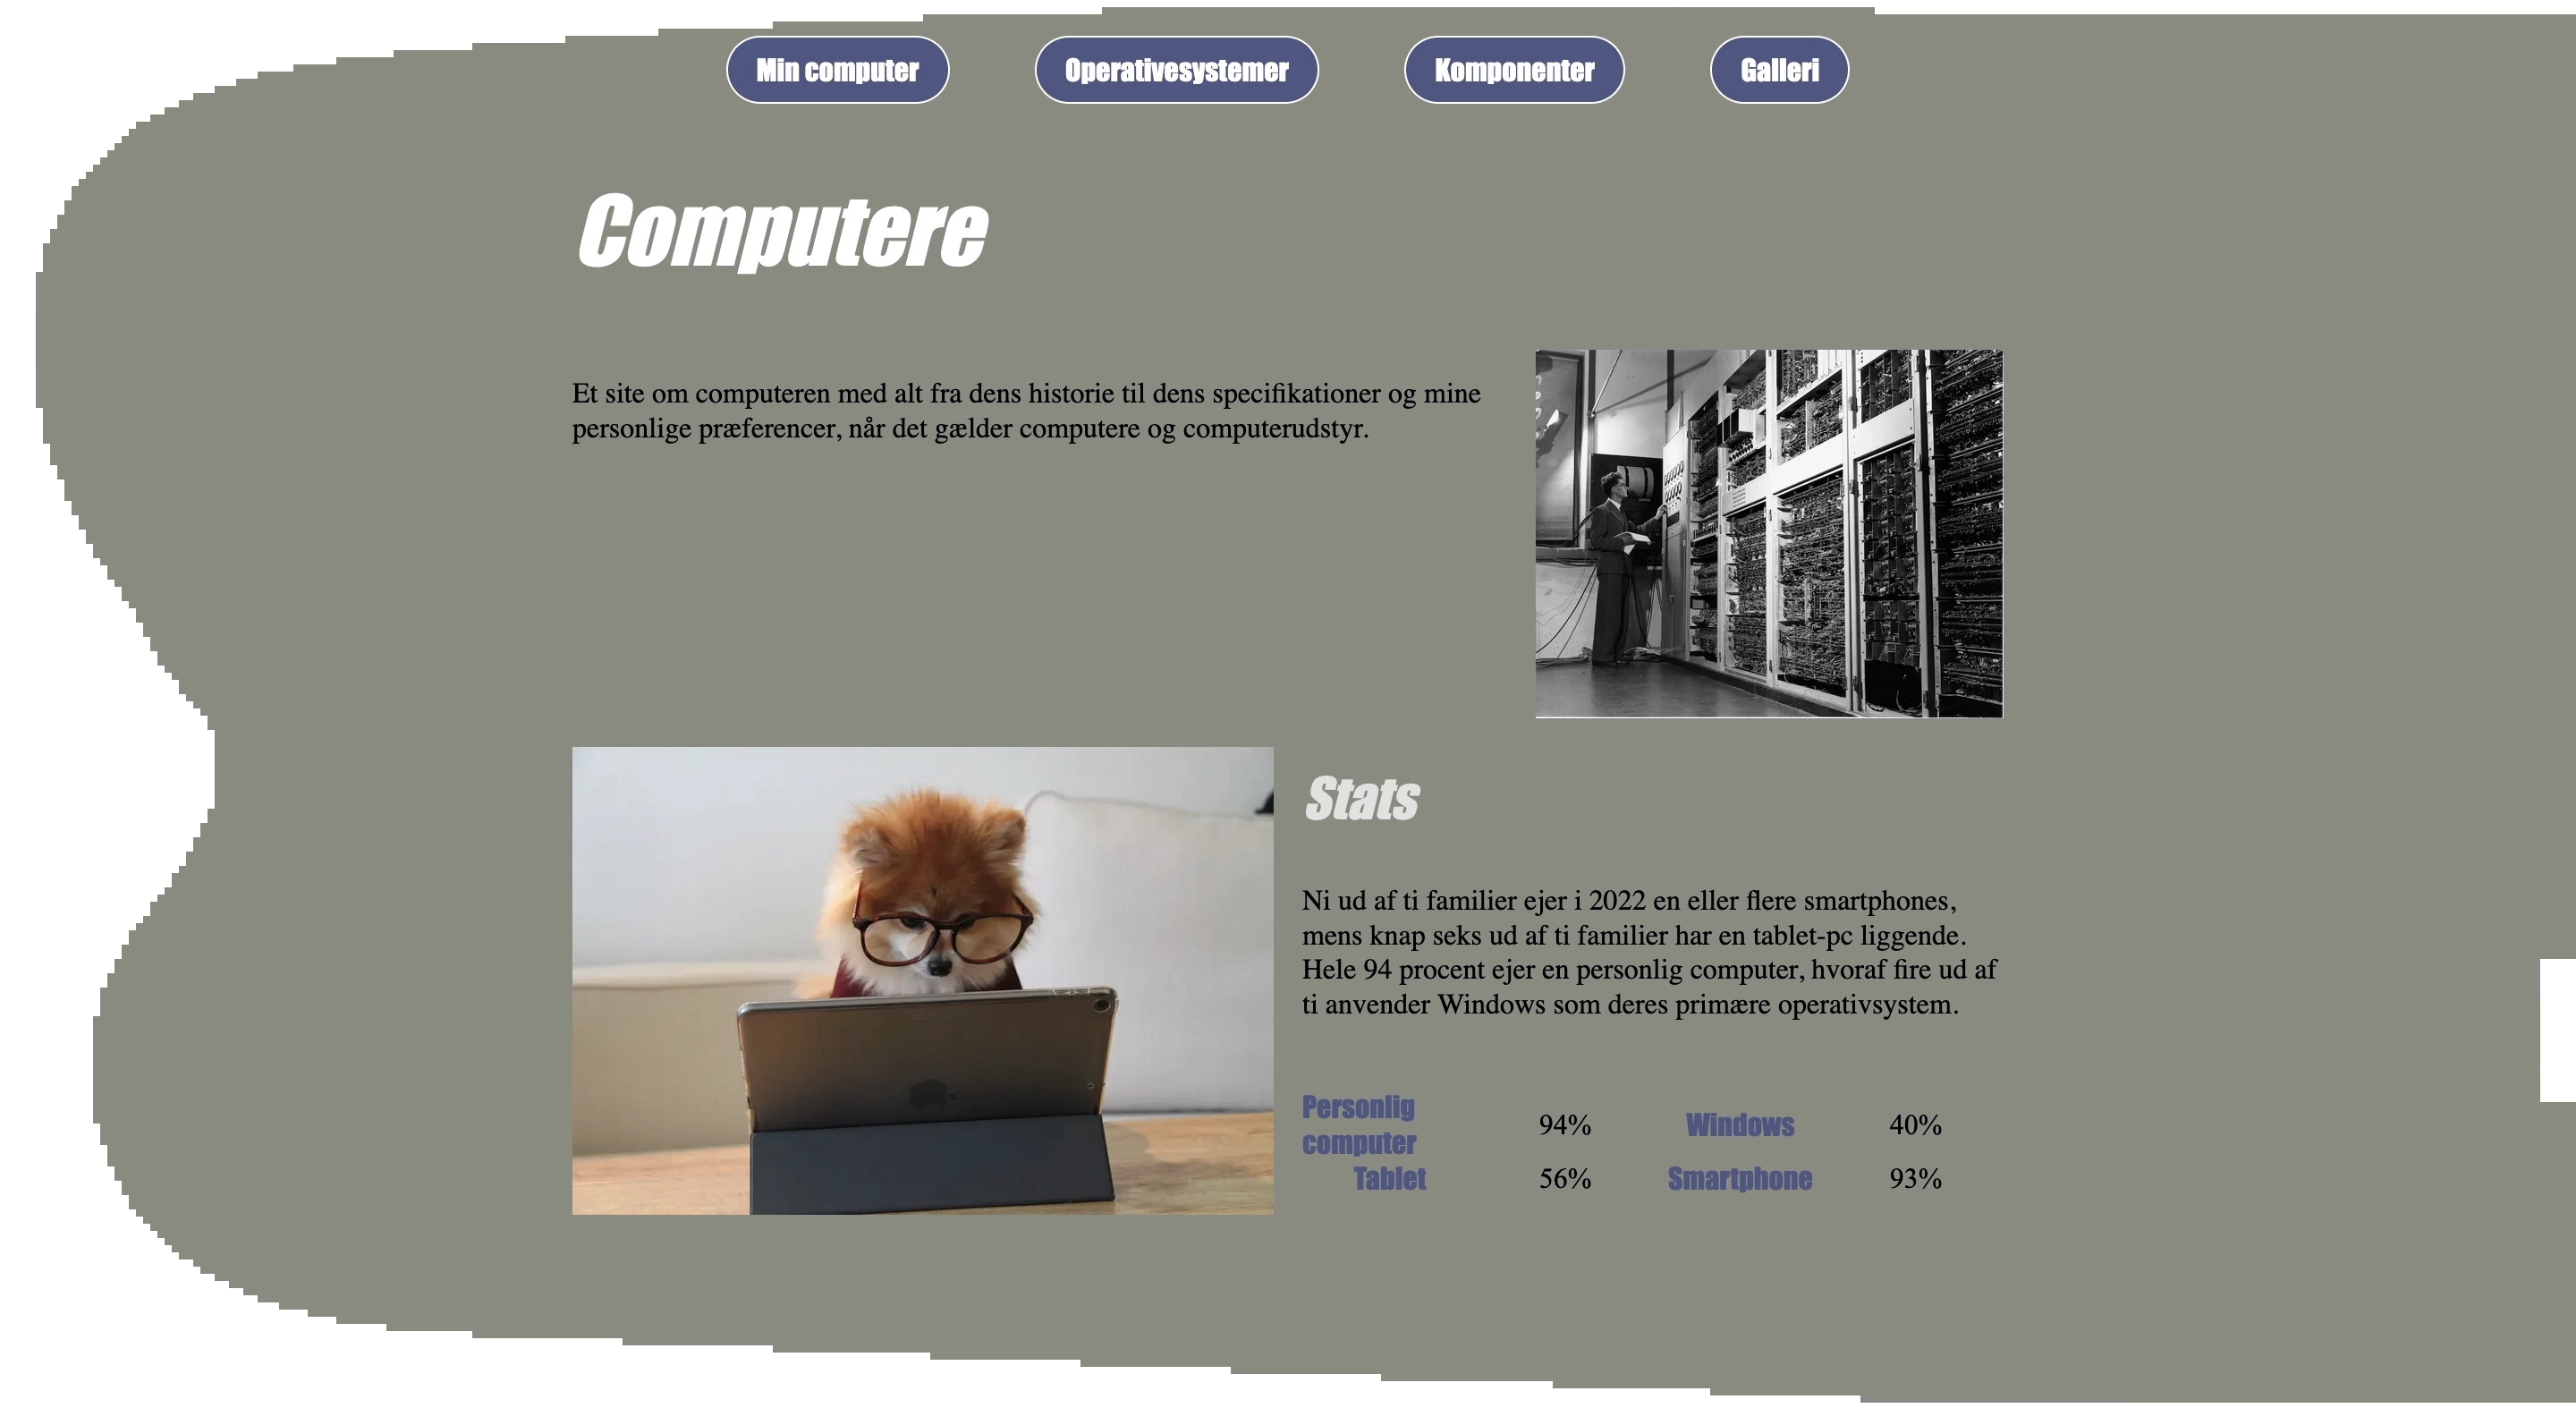 Min computer
Operativesystemer
Komponenter
Galleri
Computere
Et site om computeren med alt fra dens historie til dens specifikationer og mine
personlige præferencer, når det gælder computere og computerudstyr.
Stats
Ni ud af ti familier ejer i 2022 en eller flere smartphones,
mens knap seks ud af ti familier har en tablet-pc liggende.
Hele 94 procent ejer en personlig computer, hvoraf fire ud af
ti anvender Windows som deres primære operativsystem.
Personlig
computer
94%
Windows
40%
Tablet
56%
Smartphone
93%